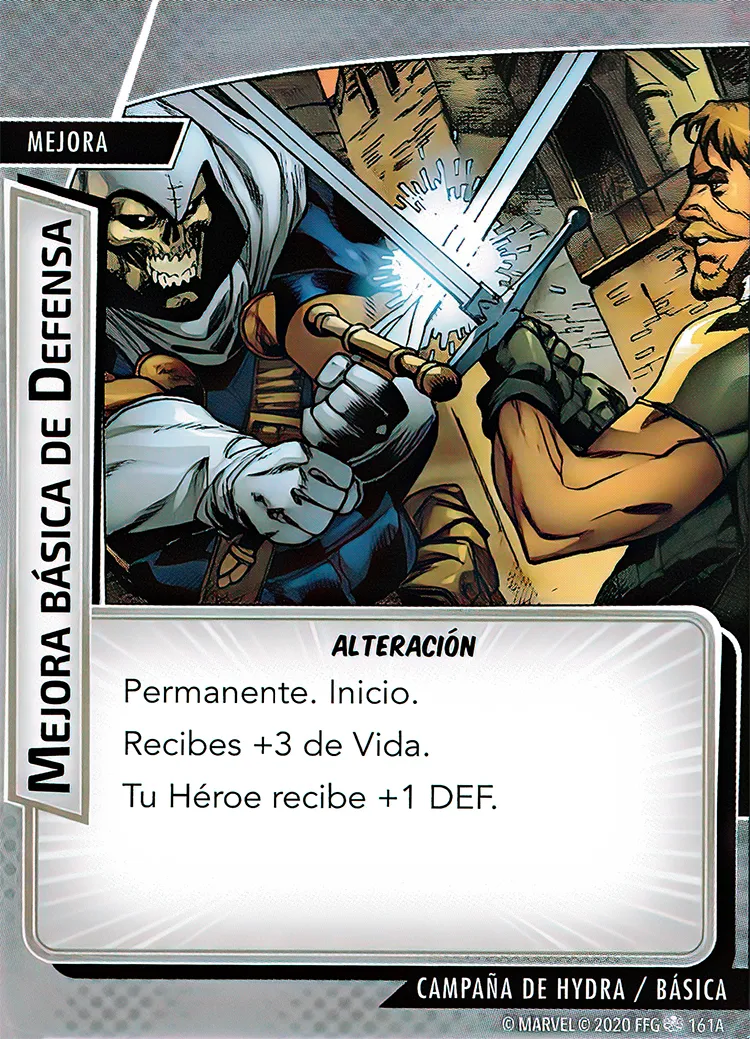 MEJORA
MEJORA BÁSICA DE DEFENSA
ALTERACIÓN
Permanente. Inicio.
Recibes +3 de Vida.
Tu Héroe recibe +1 DEF.
CAMPAÑA DE HYDRA / BÁSICA
© MARVEL © 2020 FFG 161A